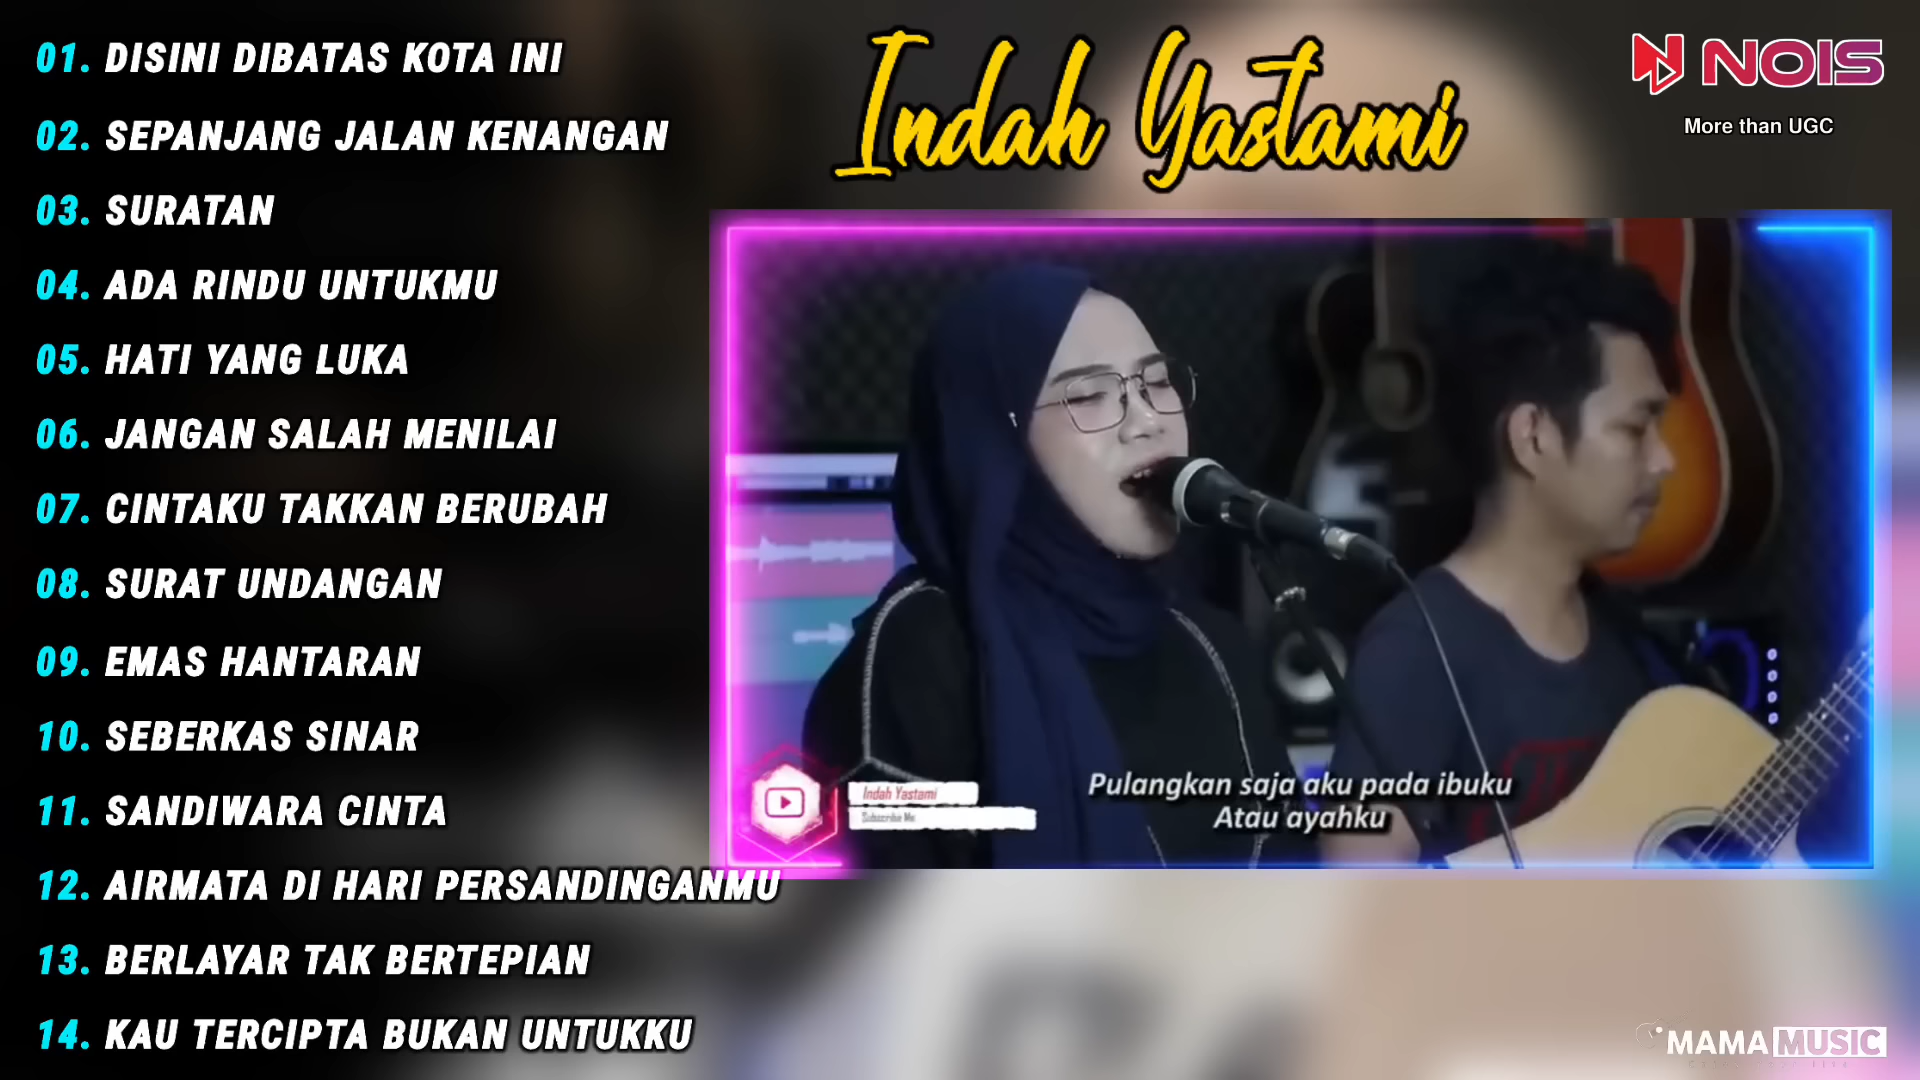 01. DISINI DIBATAS KOTA INI
02. SEPANJANG JALAN KENANGAN
03. SURATAN
04. ADA RINDU UNTUKMU
05. HATI YANG LUKA
06. JANGAN SALAH MENILAI
07. CINTAKU TAKKAN BERUBAH
08. SURAT UNDANGAN
09. EMAS HANTARAN
10. SEBERKAS SINAR
11. SANDIWARA CINTA
12. AIRMATA DI HARI PERSANDINGANMU
13. BERLAYAR TAK BERTEPIAN
14. KAU TERCIPTA BUKAN UNTUKKU
Indah Yastami
NOIS
More than UGC
Indah Yastami
Subscribe Me
Pulangkan saja aku pada ibuku
Atau ayahku
MAMA MUSIC